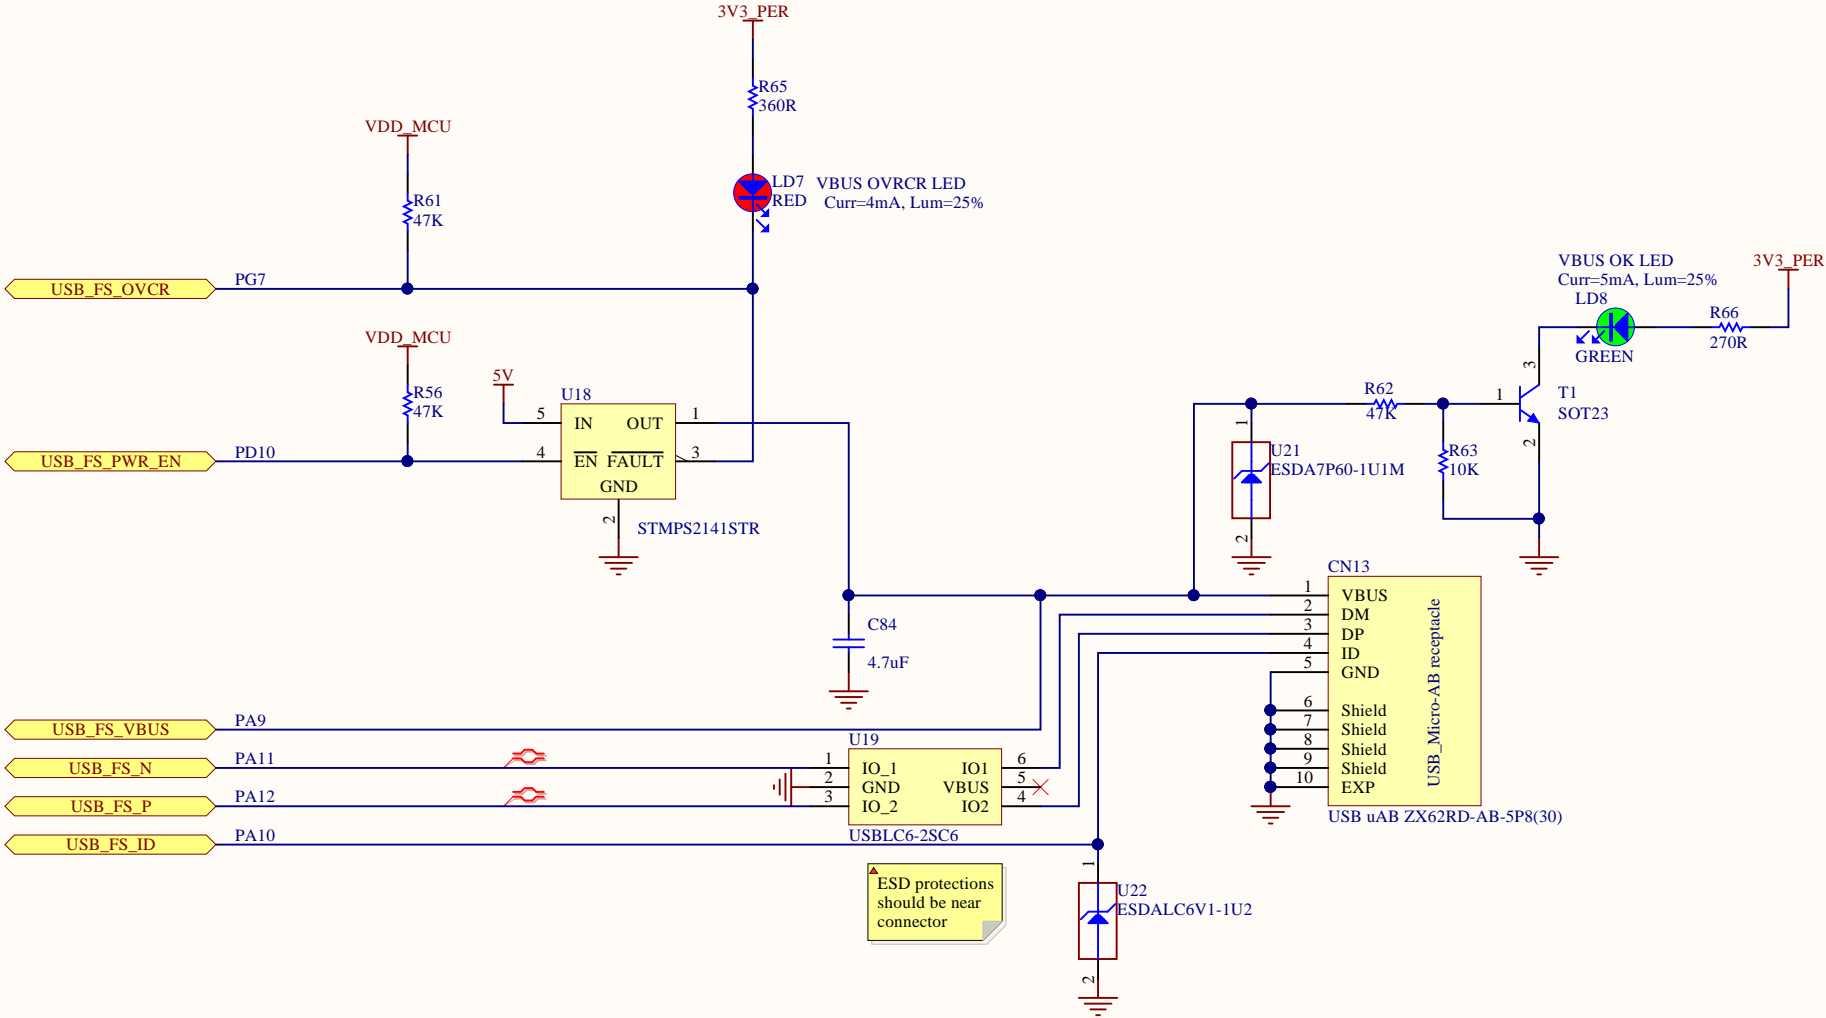 3V3_PER
R65
360R
VDD_MCU
LD7
RED
VBUS OVRCR LED
Curr=4mA, Lum=25%
R61
47K
USB_FS_OVCR
PG7
VBUS OK LED
Curr=5mA, Lum=25%
LD8
GREEN
3V3_PER
R66
270R
VDD_MCU
R56
47K
5V
U18
5
IN
OUT
1
4
EN
FAULT
3
GND
2
STMPS2141STR
USB_FS_PWR_EN
PD10
R62
47K
1
3
2
T1
SOT23
1
U21
ESDA7P60-1U1M
2
R63
10K
CN13
1
VBUS
2
DM
3
DP
4
ID
5
GND
6
Shield
7
Shield
8
Shield
9
Shield
10
EXP
USB_Micro-AB receptacle
USB uAB ZX62RD-AB-5P8(30)
C84
4.7uF
USB_FS_VBUS
PA9
USB_FS_N
PA11
USB_FS_P
PA12
USB_FS_ID
PA10
U19
1
IO_1
IO1
6
2
GND
VBUS
5
3
IO_2
IO2
4
USBLC6-2SC6
ESD protections
should be near
connector
1
U22
ESDALC6V1-1U2
2